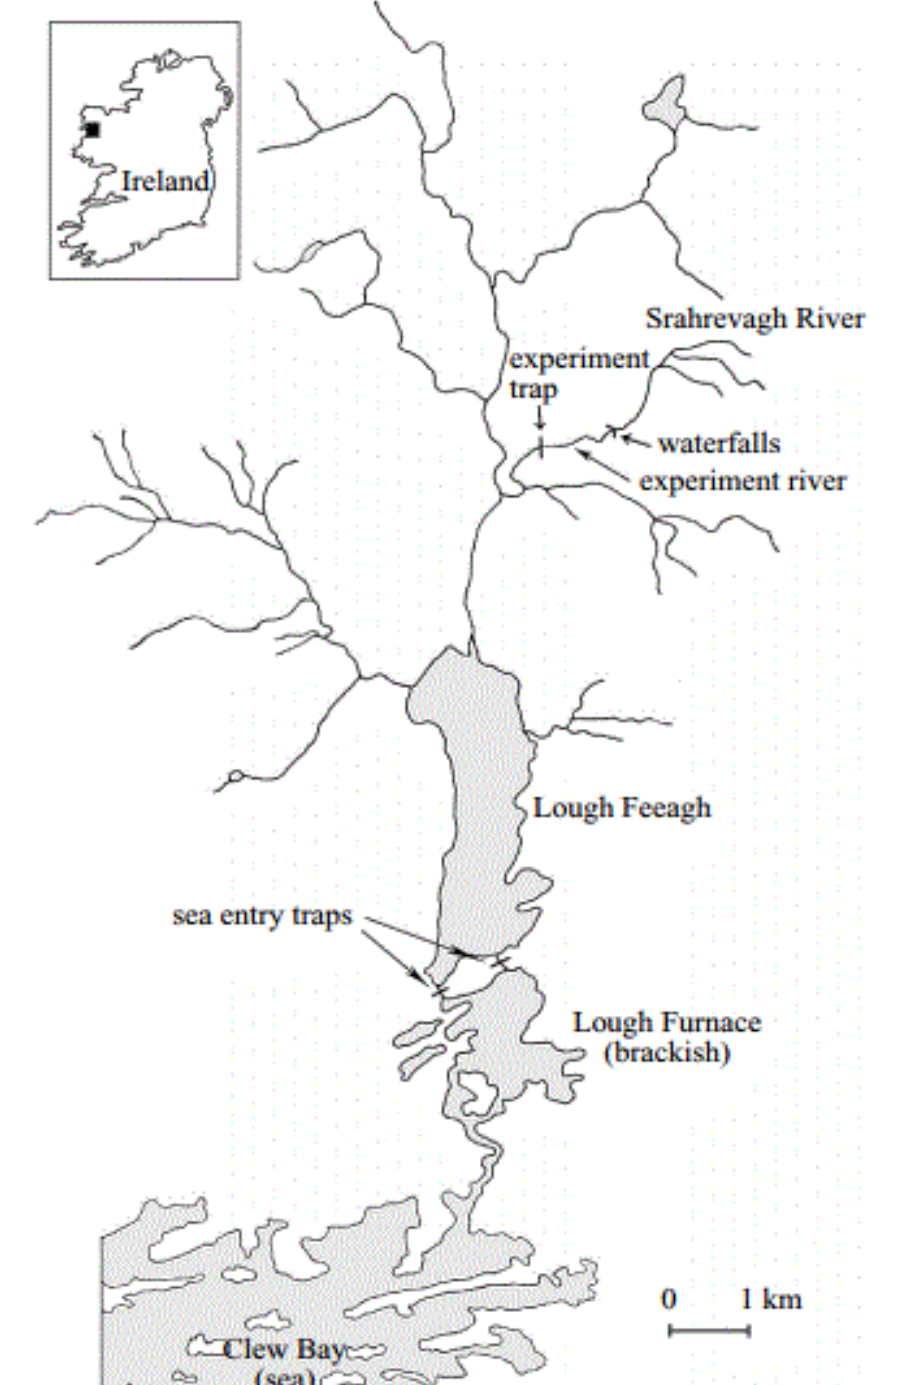 Ireland
Srahrevagh River
experiment
trap
waterfalls
experiment river
Lough Feeagh
sea entry traps
Lough Furnace
(brackish)
0 1 km
Clew Bay
(sea)